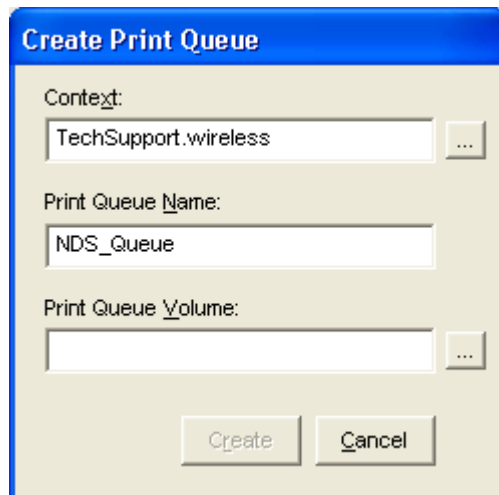 Create Print Queue
Context:
TechSupport.wireless
...
Print Queue Name:
NDS_Queue
Print Queue Volume:
...
Create
Cancel